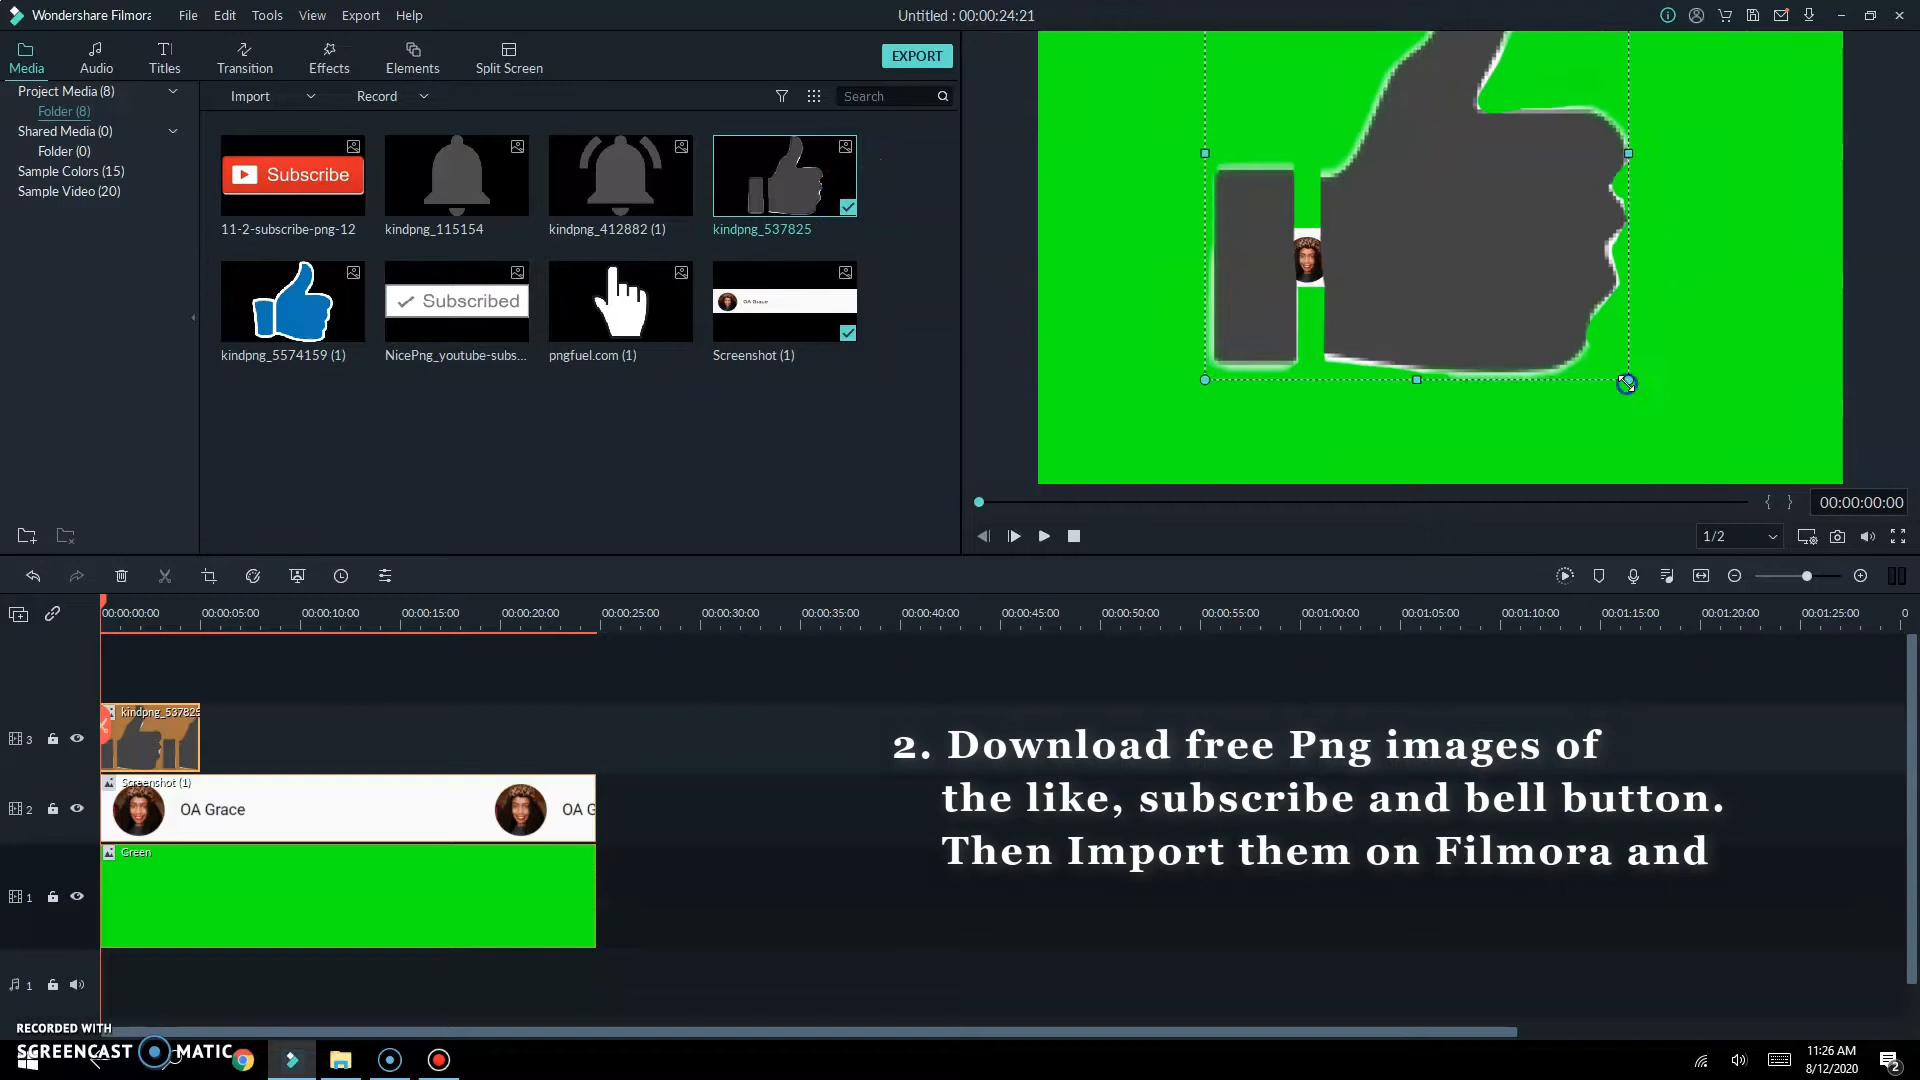 Wondershare Filmora
File
Edit
Tools
View
Export
Help
Untitled : 00:00:24:21
Media
Audio
Titles
Transition
Effects
Elements
Split Screen
EXPORT
Project Media (8)
Folder (8)
Shared Media (0)
Folder (0)
Sample Colors (15)
Sample Video (20)
Import
Record
Search
Subscribe
11-2-subscribe-png-12
kindpng_115154
kindpng_412882 (1)
kindpng_537825
kindpng_5574159 (1)
Subscribed
NicePng_youtube-subs...
pngfuel.com (1)
OA Grace
Screenshot (1)
00:00:00:00
1/2
00:00:00:00
00:00:05:00
00:00:10:00
00:00:15:00
00:00:20:00
00:00:25:00
00:00:30:00
00:00:35:00
00:00:40:00
00:00:45:00
00:00:50:00
00:00:55:00
00:01:00:00
00:01:05:00
00:01:10:00
00:01:15:00
00:01:20:00
00:01:25:00
0
3
kindpng_537825
2
Screenshot (1)
OA Grace
OA G
1
Green
1
2. Download free Png images of
the like, subscribe and bell button.
Then Import them on Filmora and
RECORDED WITH
SCREENCAST MATIC
11:26 AM
8/12/2020
2